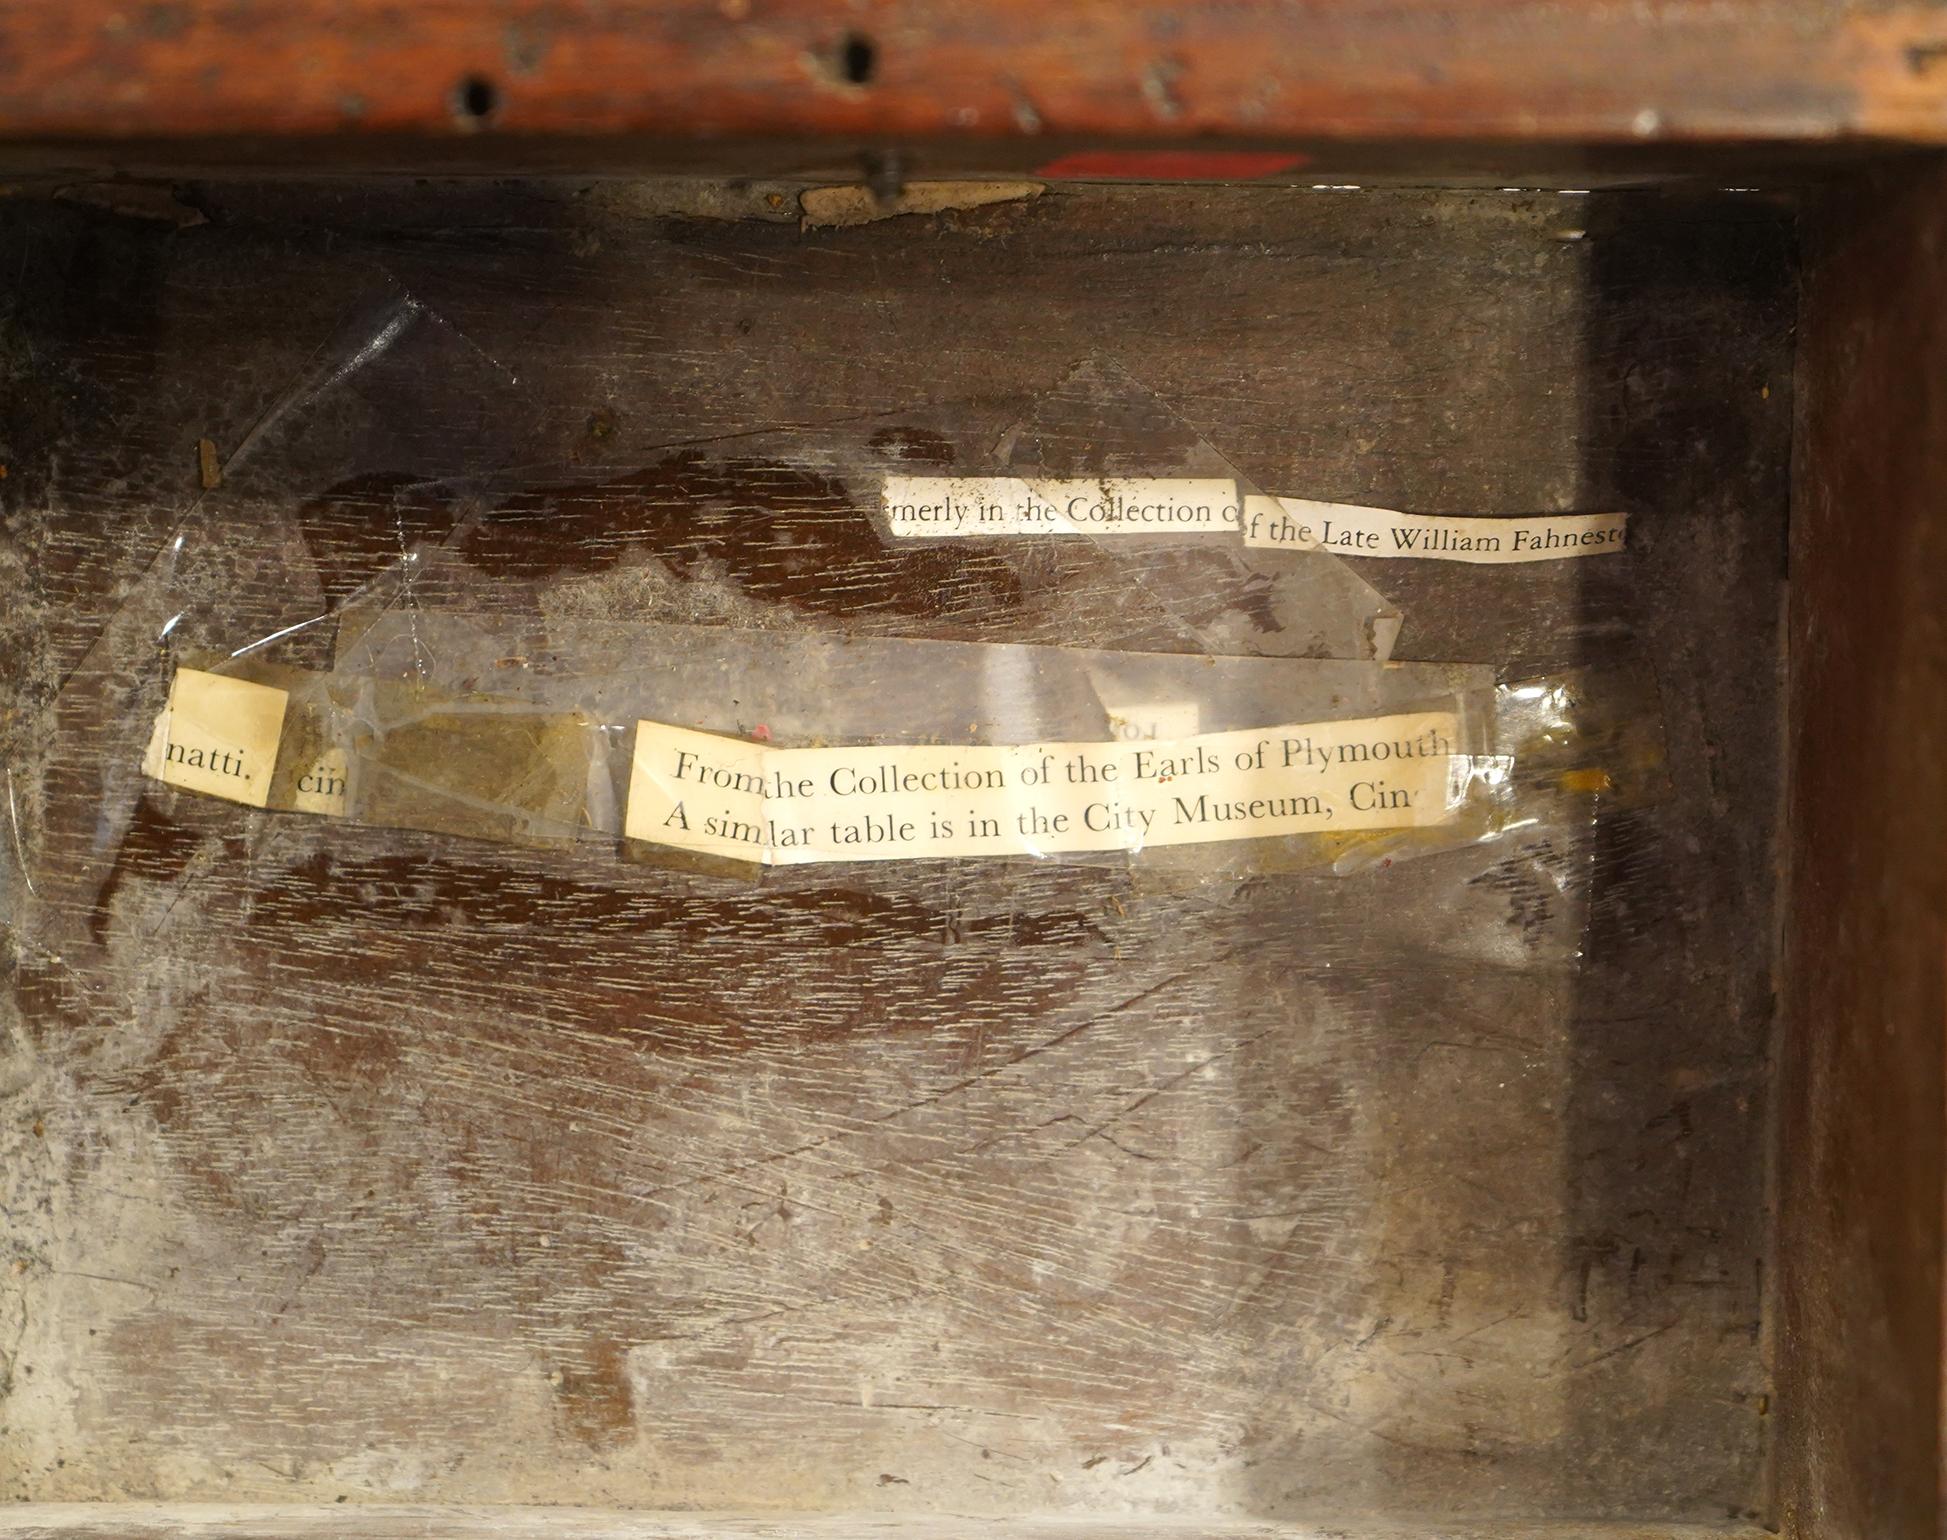 merly in the Collection of the Late William Fahnesto
natti. cin
From the Collection of the Earls of Plymouth
A simlar table is in the City Museum, Cin